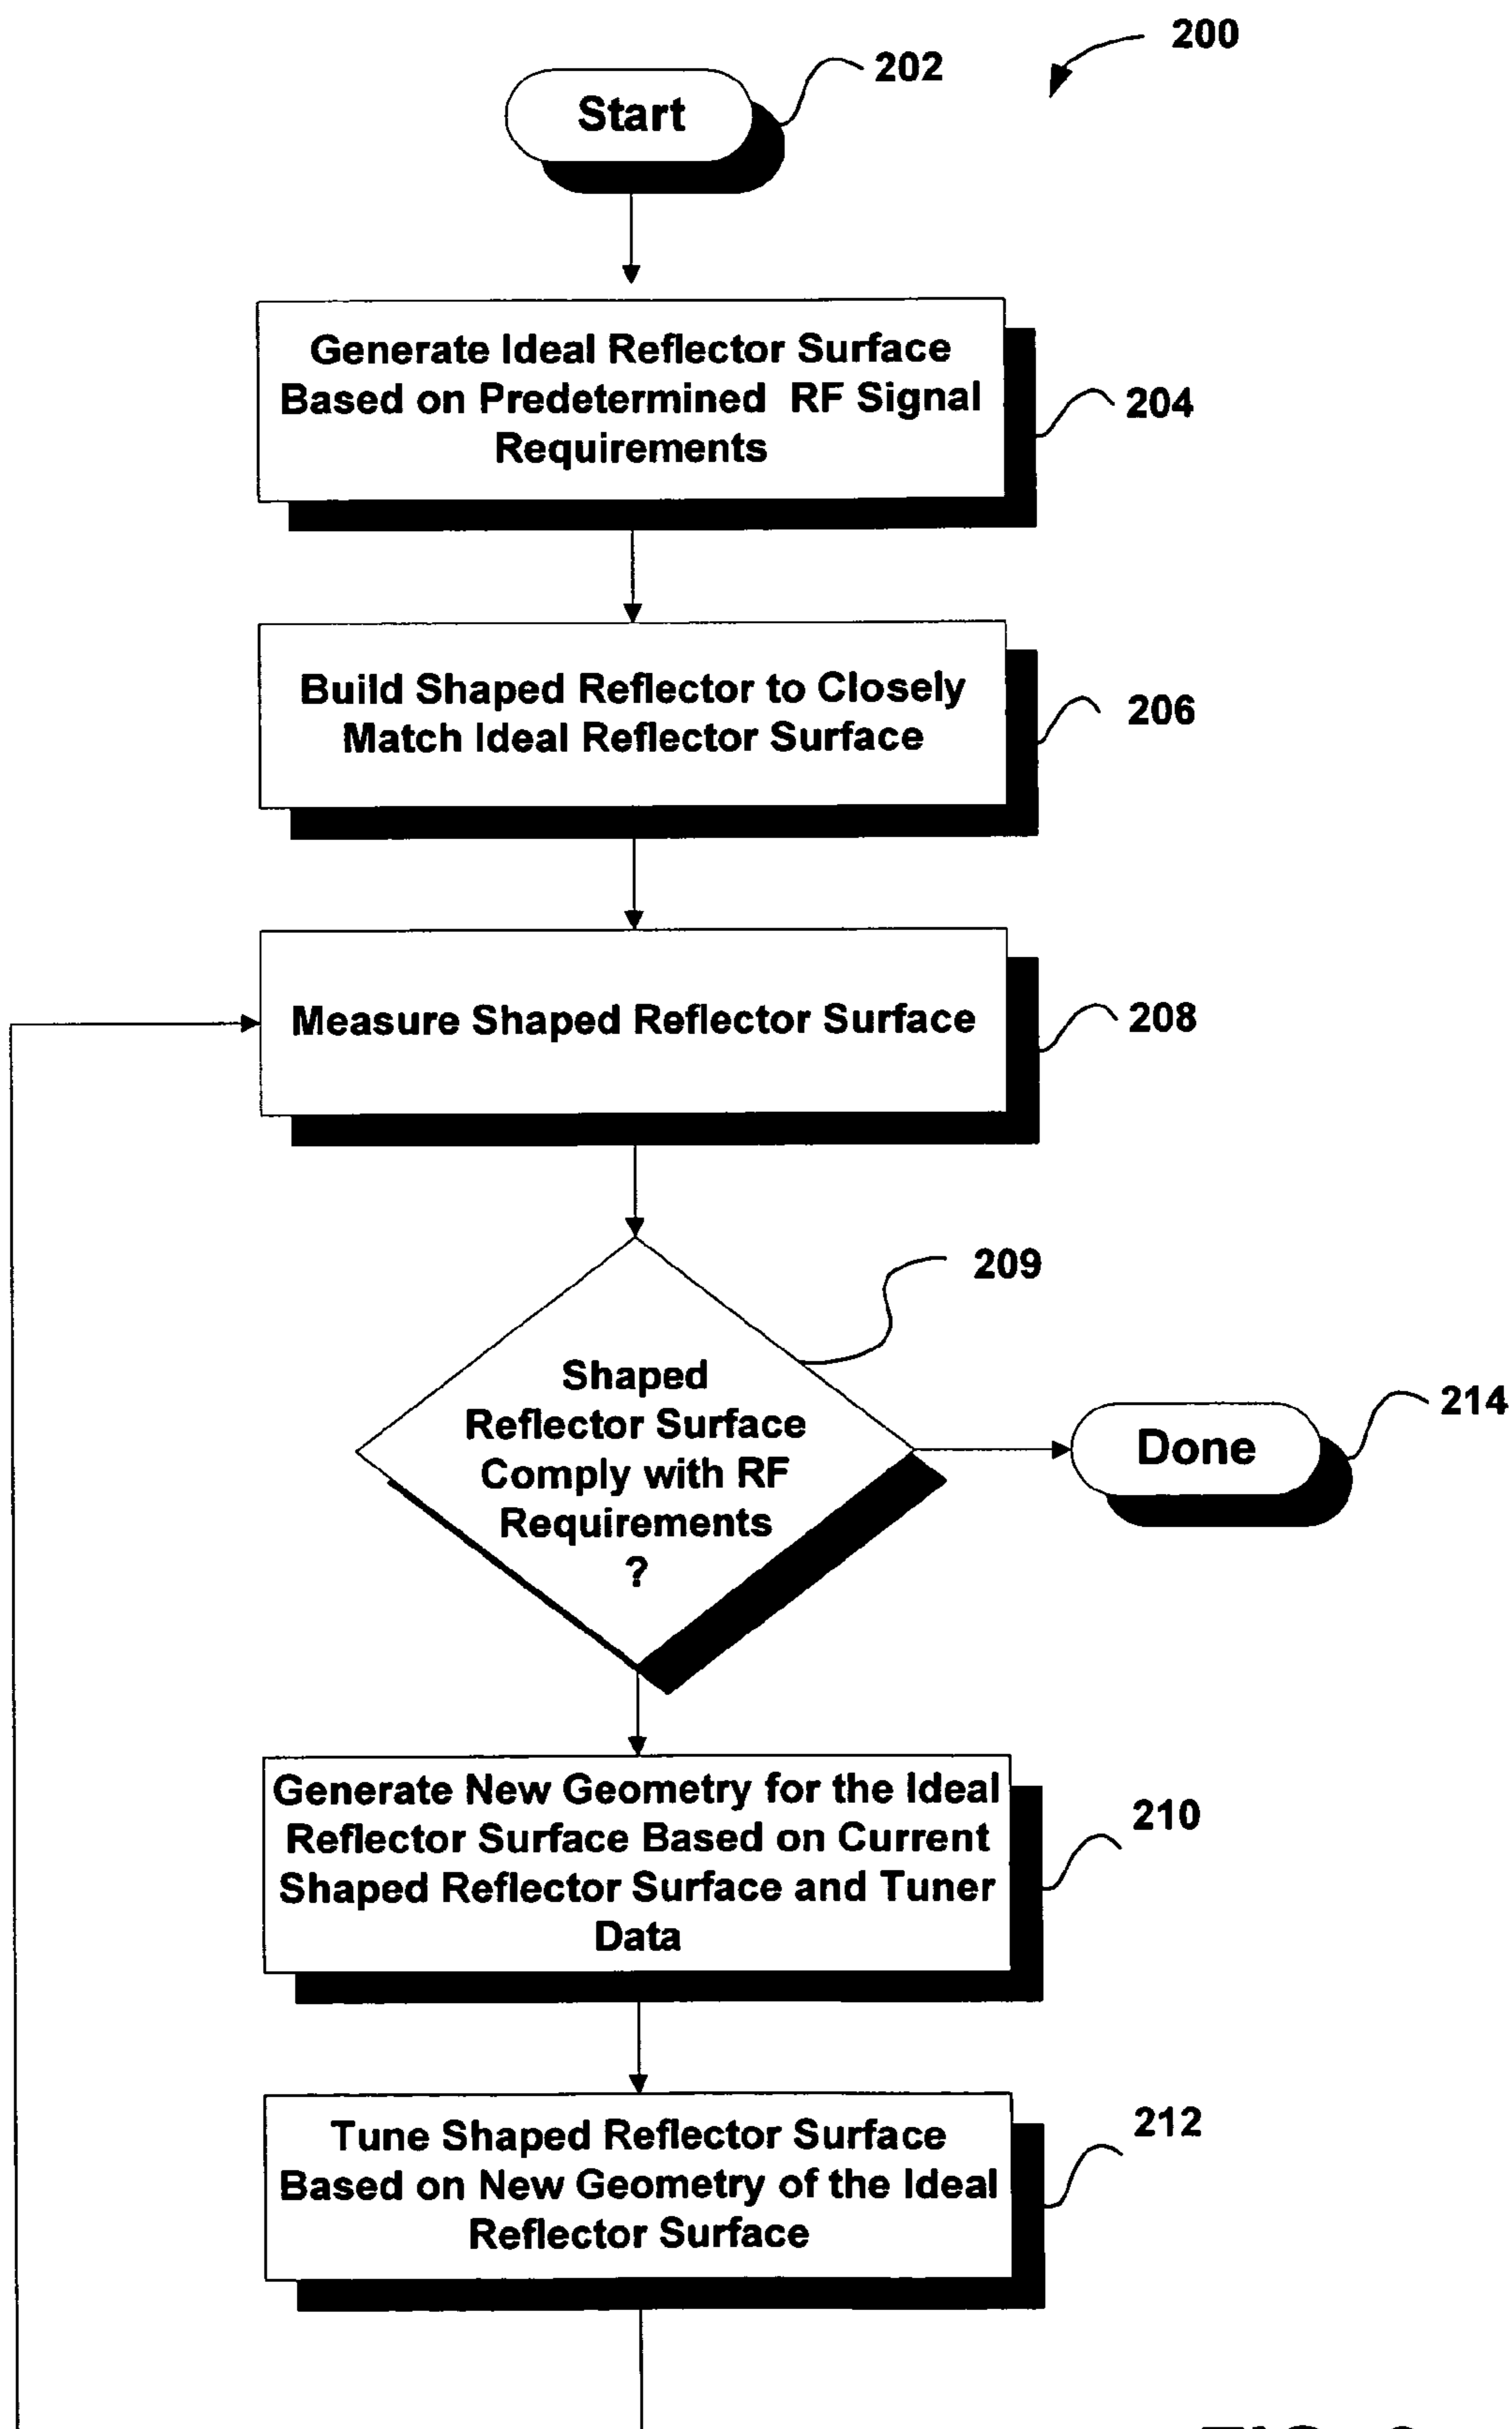 200
202
Start
Generate Ideal Reflector Surface
Based on Predetermined RF Signal
Requirements
204
Build Shaped Reflector to Closely
Match Ideal Reflector Surface
206
Measure Shaped Reflector Surface
208
209
Shaped
Reflector Surface
Comply with RF
Requirements
?
214
Done
Generate New Geometry for the Ideal
Reflector Surface Based on Current
Shaped Reflector Surface and Tuner
Data
210
Tune Shaped Reflector Surface
Based on New Geometry of the Ideal
Reflector Surface
212